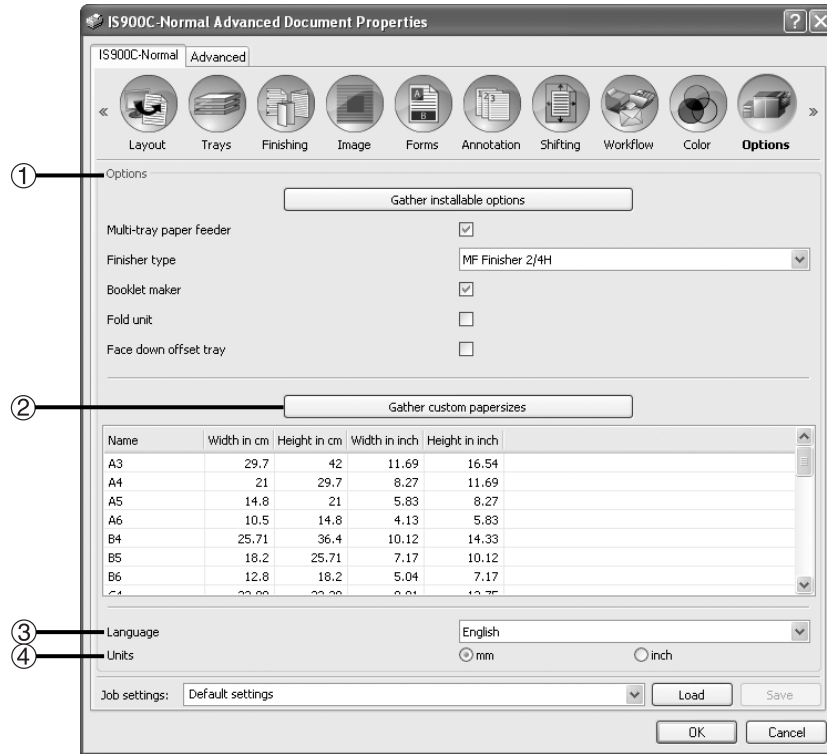 IS900C-Normal Advanced Document Properties
IS900C-Normal Advanced
« Layout Trays Finishing Image Forms Annotation Shifting Workflow Color Options »
① Options
Gather installable options
Multi-tray paper feeder
Finisher type MF Finisher 2/4H
Booklet maker
Fold unit
Face down offset tray
② Gather custom papersizes
Name Width in cm Height in cm Width in inch Height in inch
A3 29.7 42 11.69 16.54
A4 21 29.7 8.27 11.69
A5 14.8 21 5.83 8.27
A6 10.5 14.8 4.13 5.83
B4 25.71 36.4 10.12 14.33
B5 18.2 25.71 7.17 10.12
B6 12.8 18.2 5.04 7.17
③ Language English
④ Units mm inch
Job settings: Default settings Load Save
OK Cancel